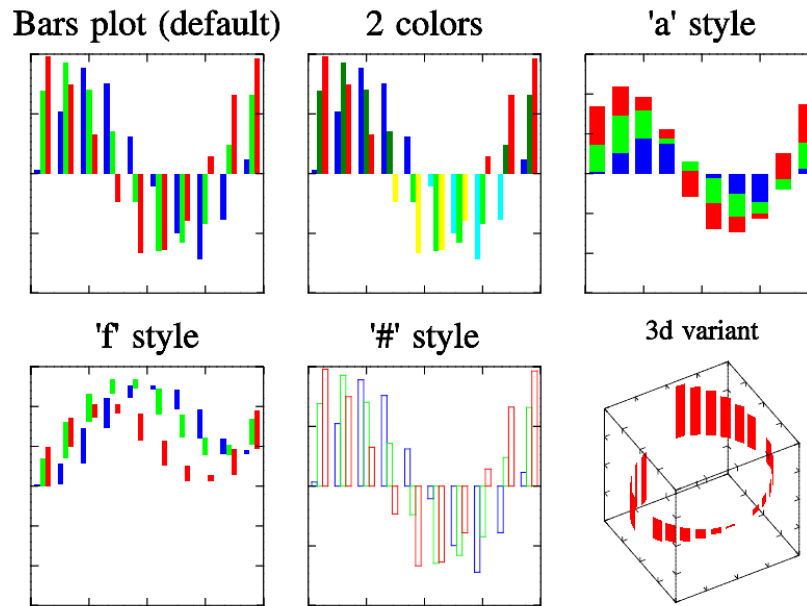 Bars plot (default)
2 colors
'a' style
'f' style
'#' style
3d variant